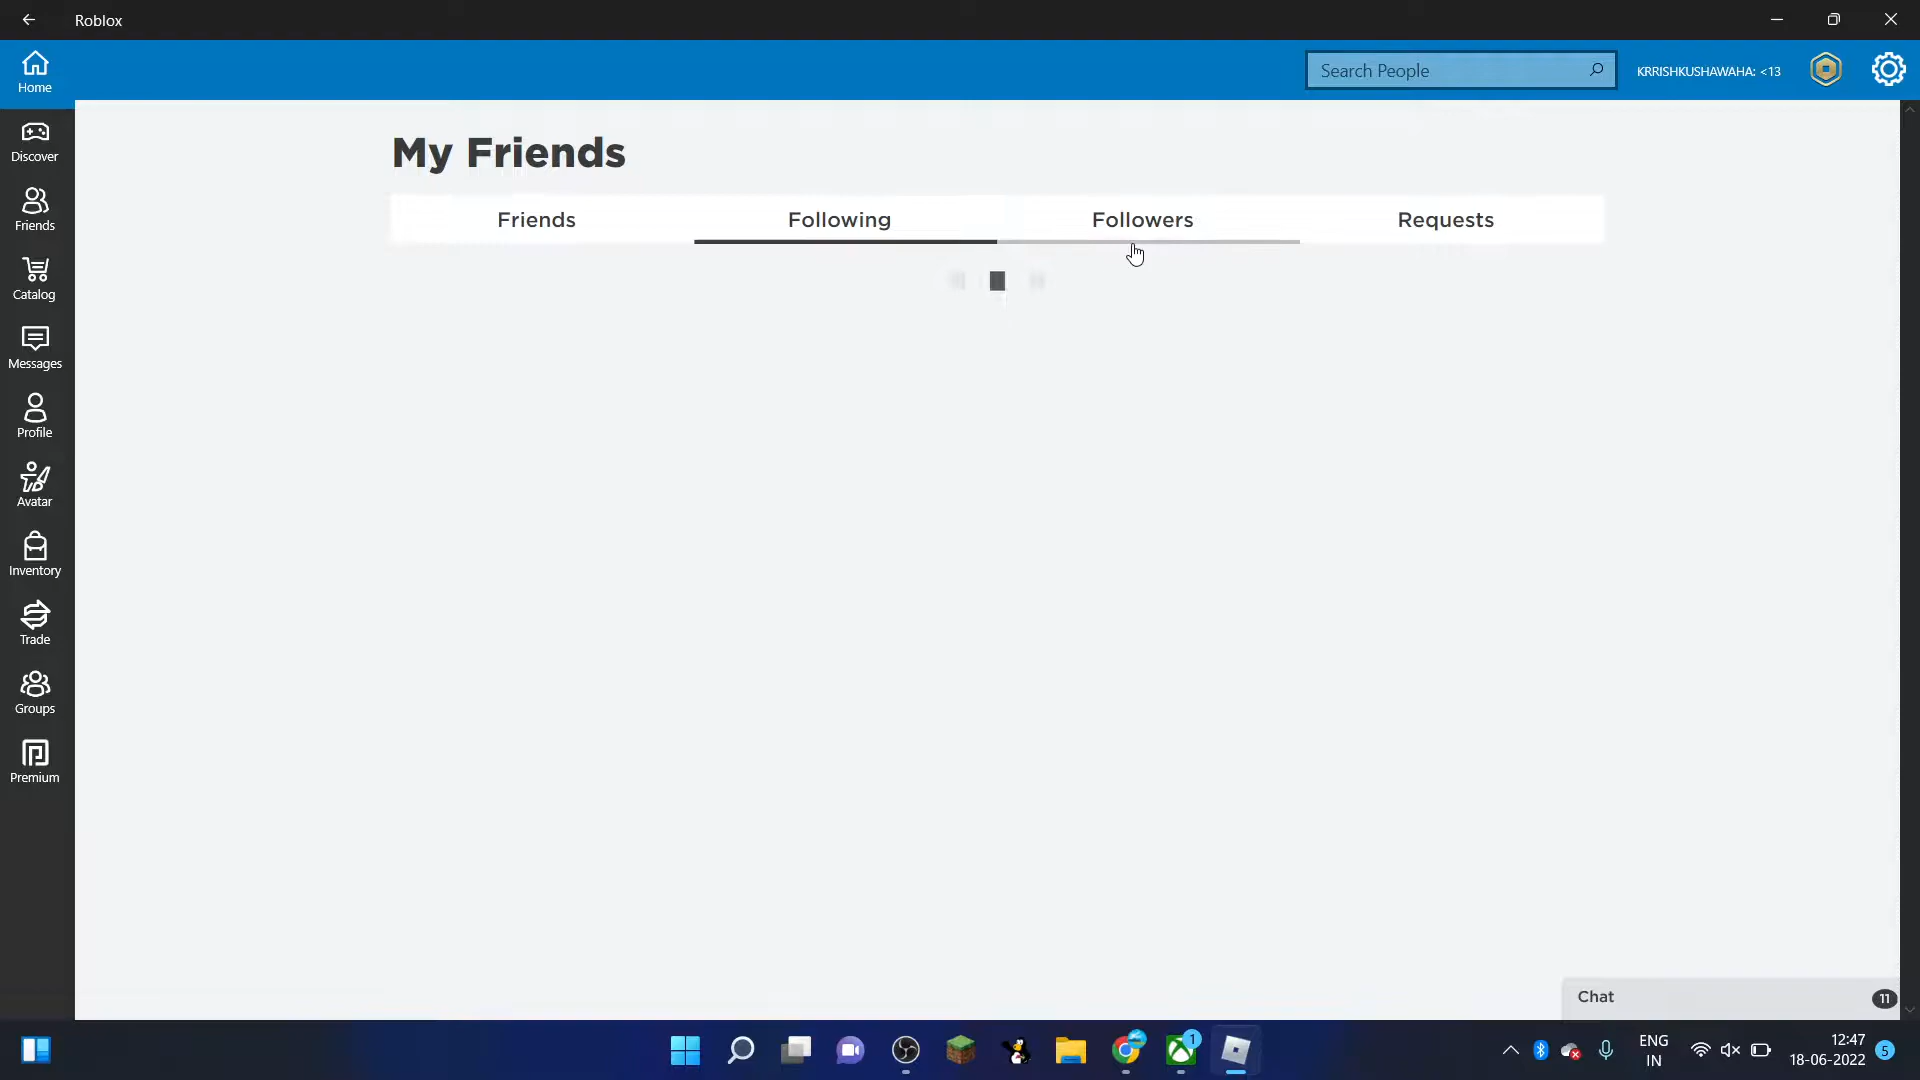 Roblox
Home
Search People
KRRISHKUSHAWAHA: <13
Discover
Friends
Catalog
Messages
Profile
Avatar
Inventory
Trade
Groups
Premium
My Friends
Friends Following Followers Requests
Chat 11
1
ENG
IN
12:47
18-06-2022
5